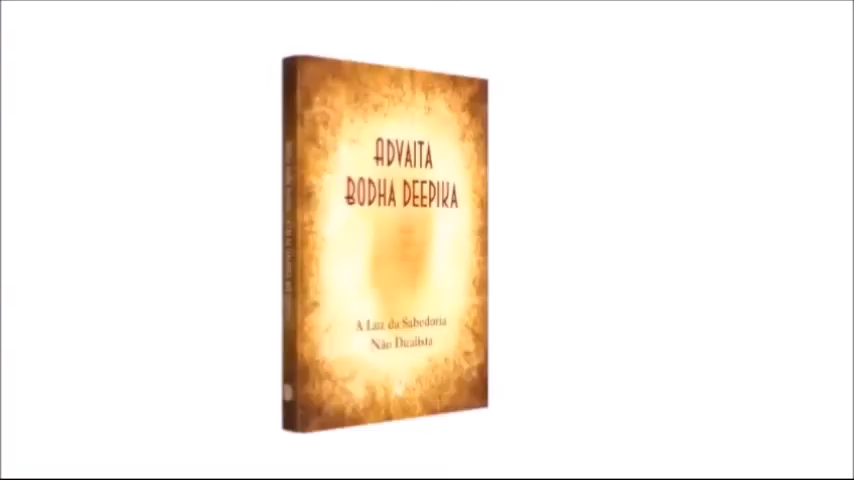 ADVAITA
BODHA DEEPIKA
A Luz da Sabedoria
Não Dualista